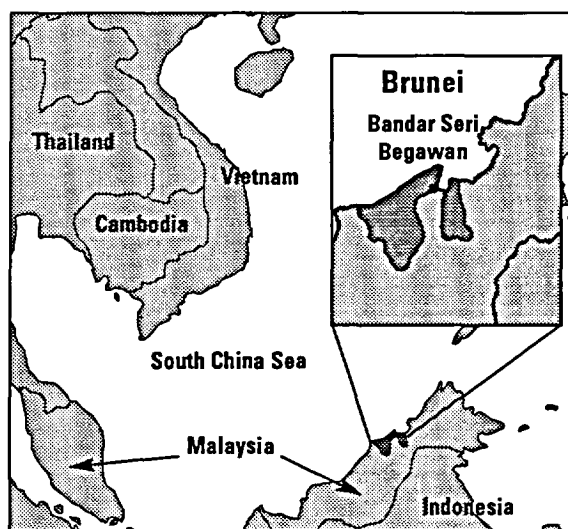 Brunei
Bandar Seri
Begawan
Thailand
Vietnam
Cambodia
South China Sea
Malaysia
Indonesia